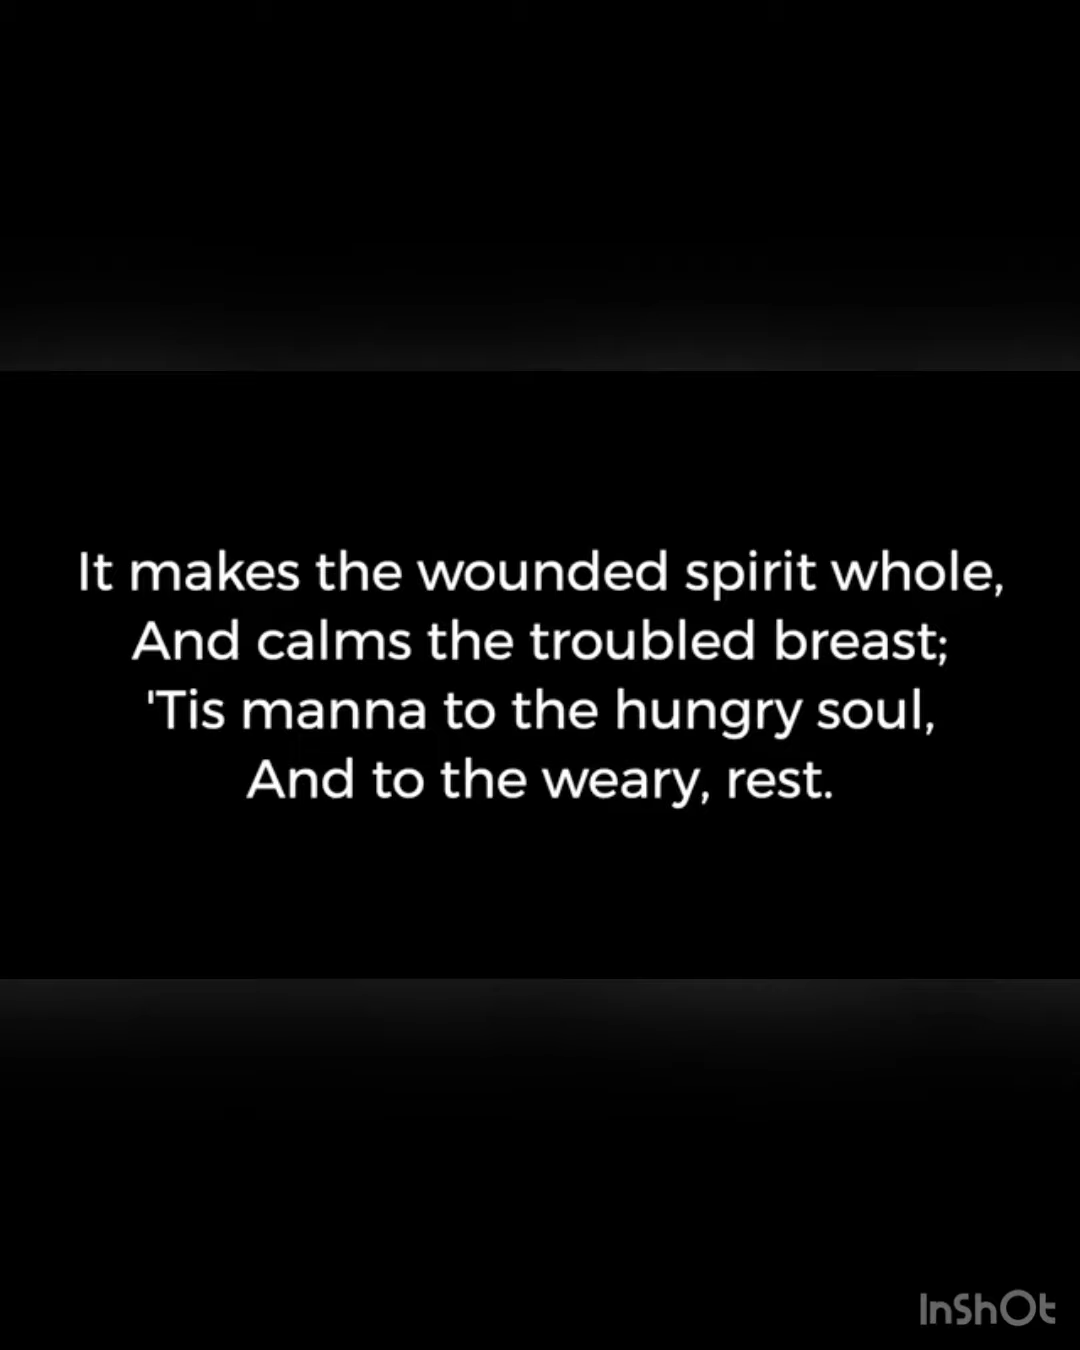 It makes the wounded spirit whole,
And calms the troubled breast;
'Tis manna to the hungry soul,
And to the weary, rest.
InShOt